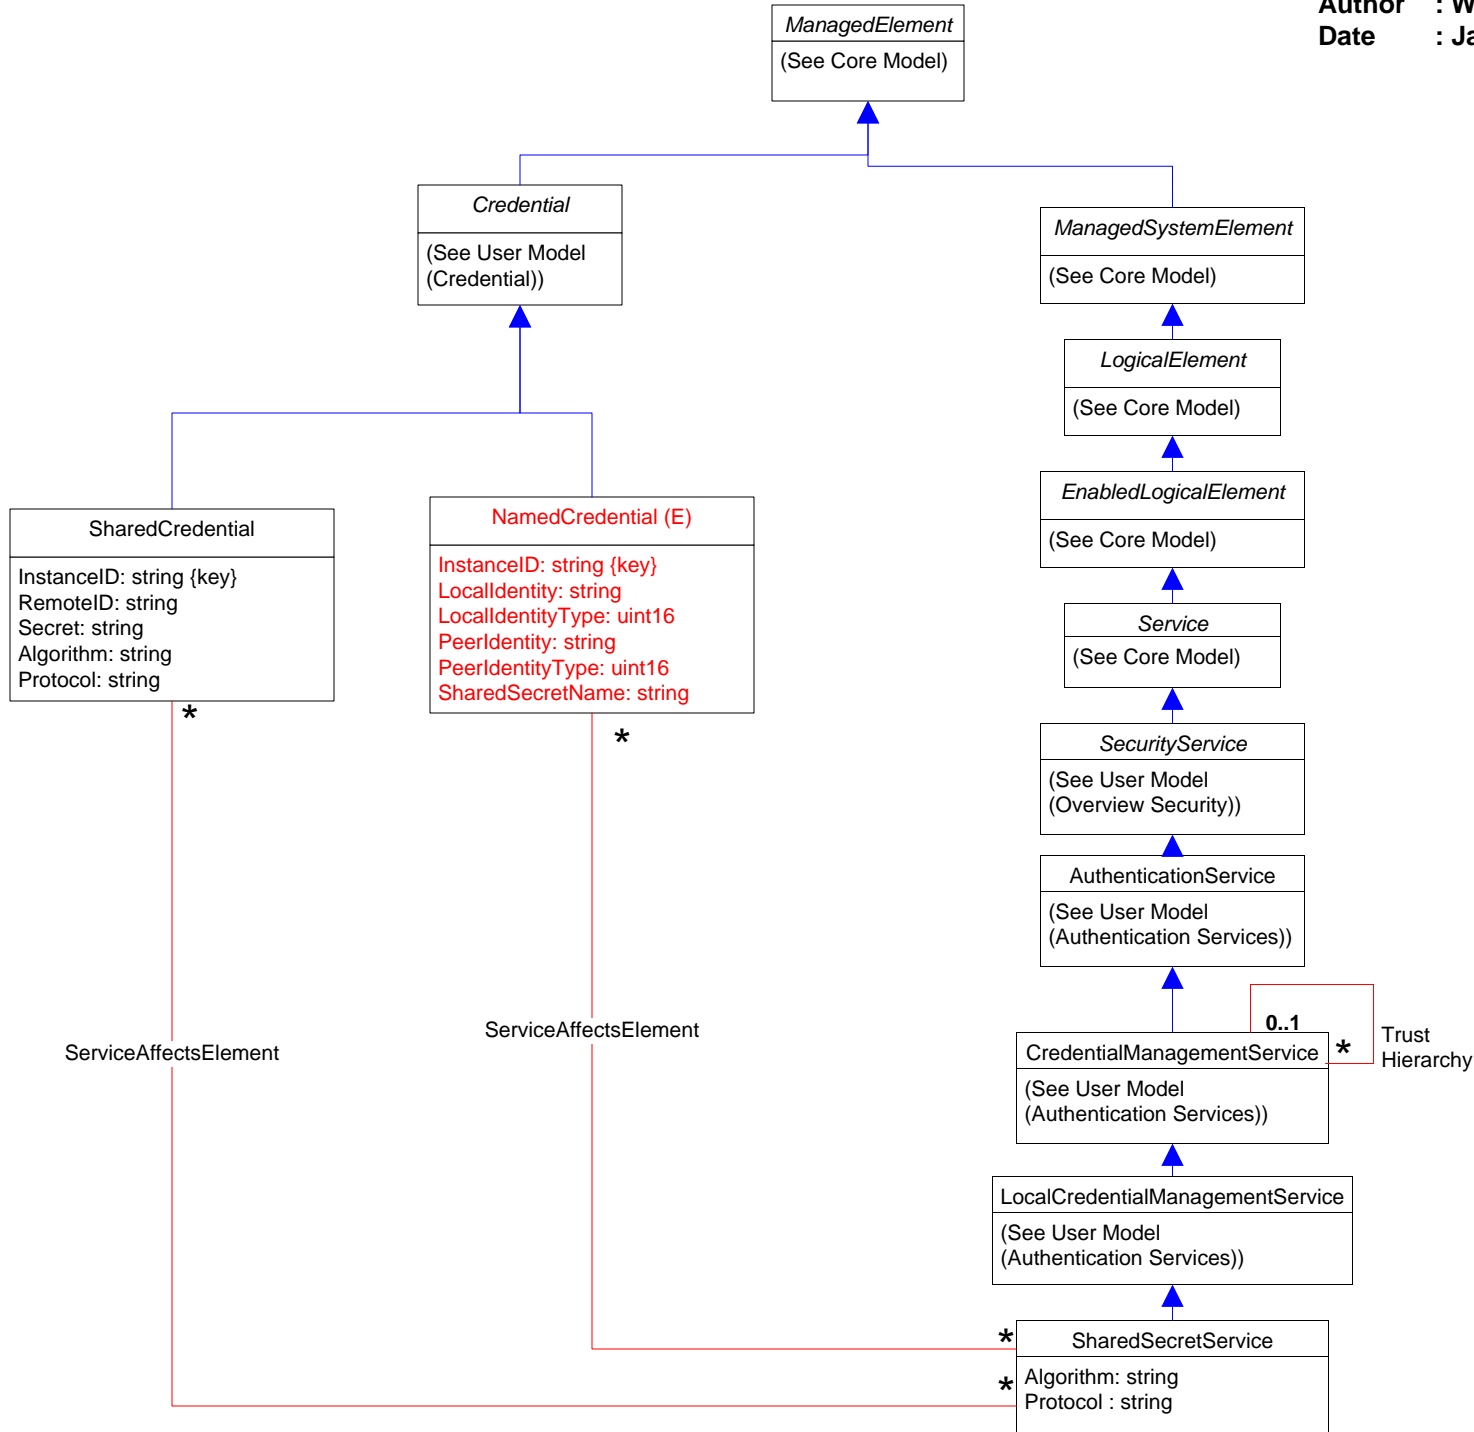 Author : W
Date : Ja
ManagedElement
(See Core Model)
Credential
(See User Model
(Credential))
ManagedSystemElement
(See Core Model)
LogicalElement
(See Core Model)
EnabledLogicalElement
(See Core Model)
SharedCredential
InstanceID: string {key}
RemoteID: string
Secret: string
Algorithm: string
Protocol: string
*
NamedCredential (E)
InstanceID: string {key}
LocalIdentity: string
LocalIdentityType: uint16
PeerIdentity: string
PeerIdentityType: uint16
SharedSecretName: string
*
Service
(See Core Model)
SecurityService
(See User Model
(Overview Security))
AuthenticationService
(See User Model
(Authentication Services))
ServiceAffectsElement
ServiceAffectsElement
0..1
*
Trust
Hierarchy
CredentialManagementService
(See User Model
(Authentication Services))
LocalCredentialManagementService
(See User Model
(Authentication Services))
*
*
SharedSecretService
Algorithm: string
Protocol : string